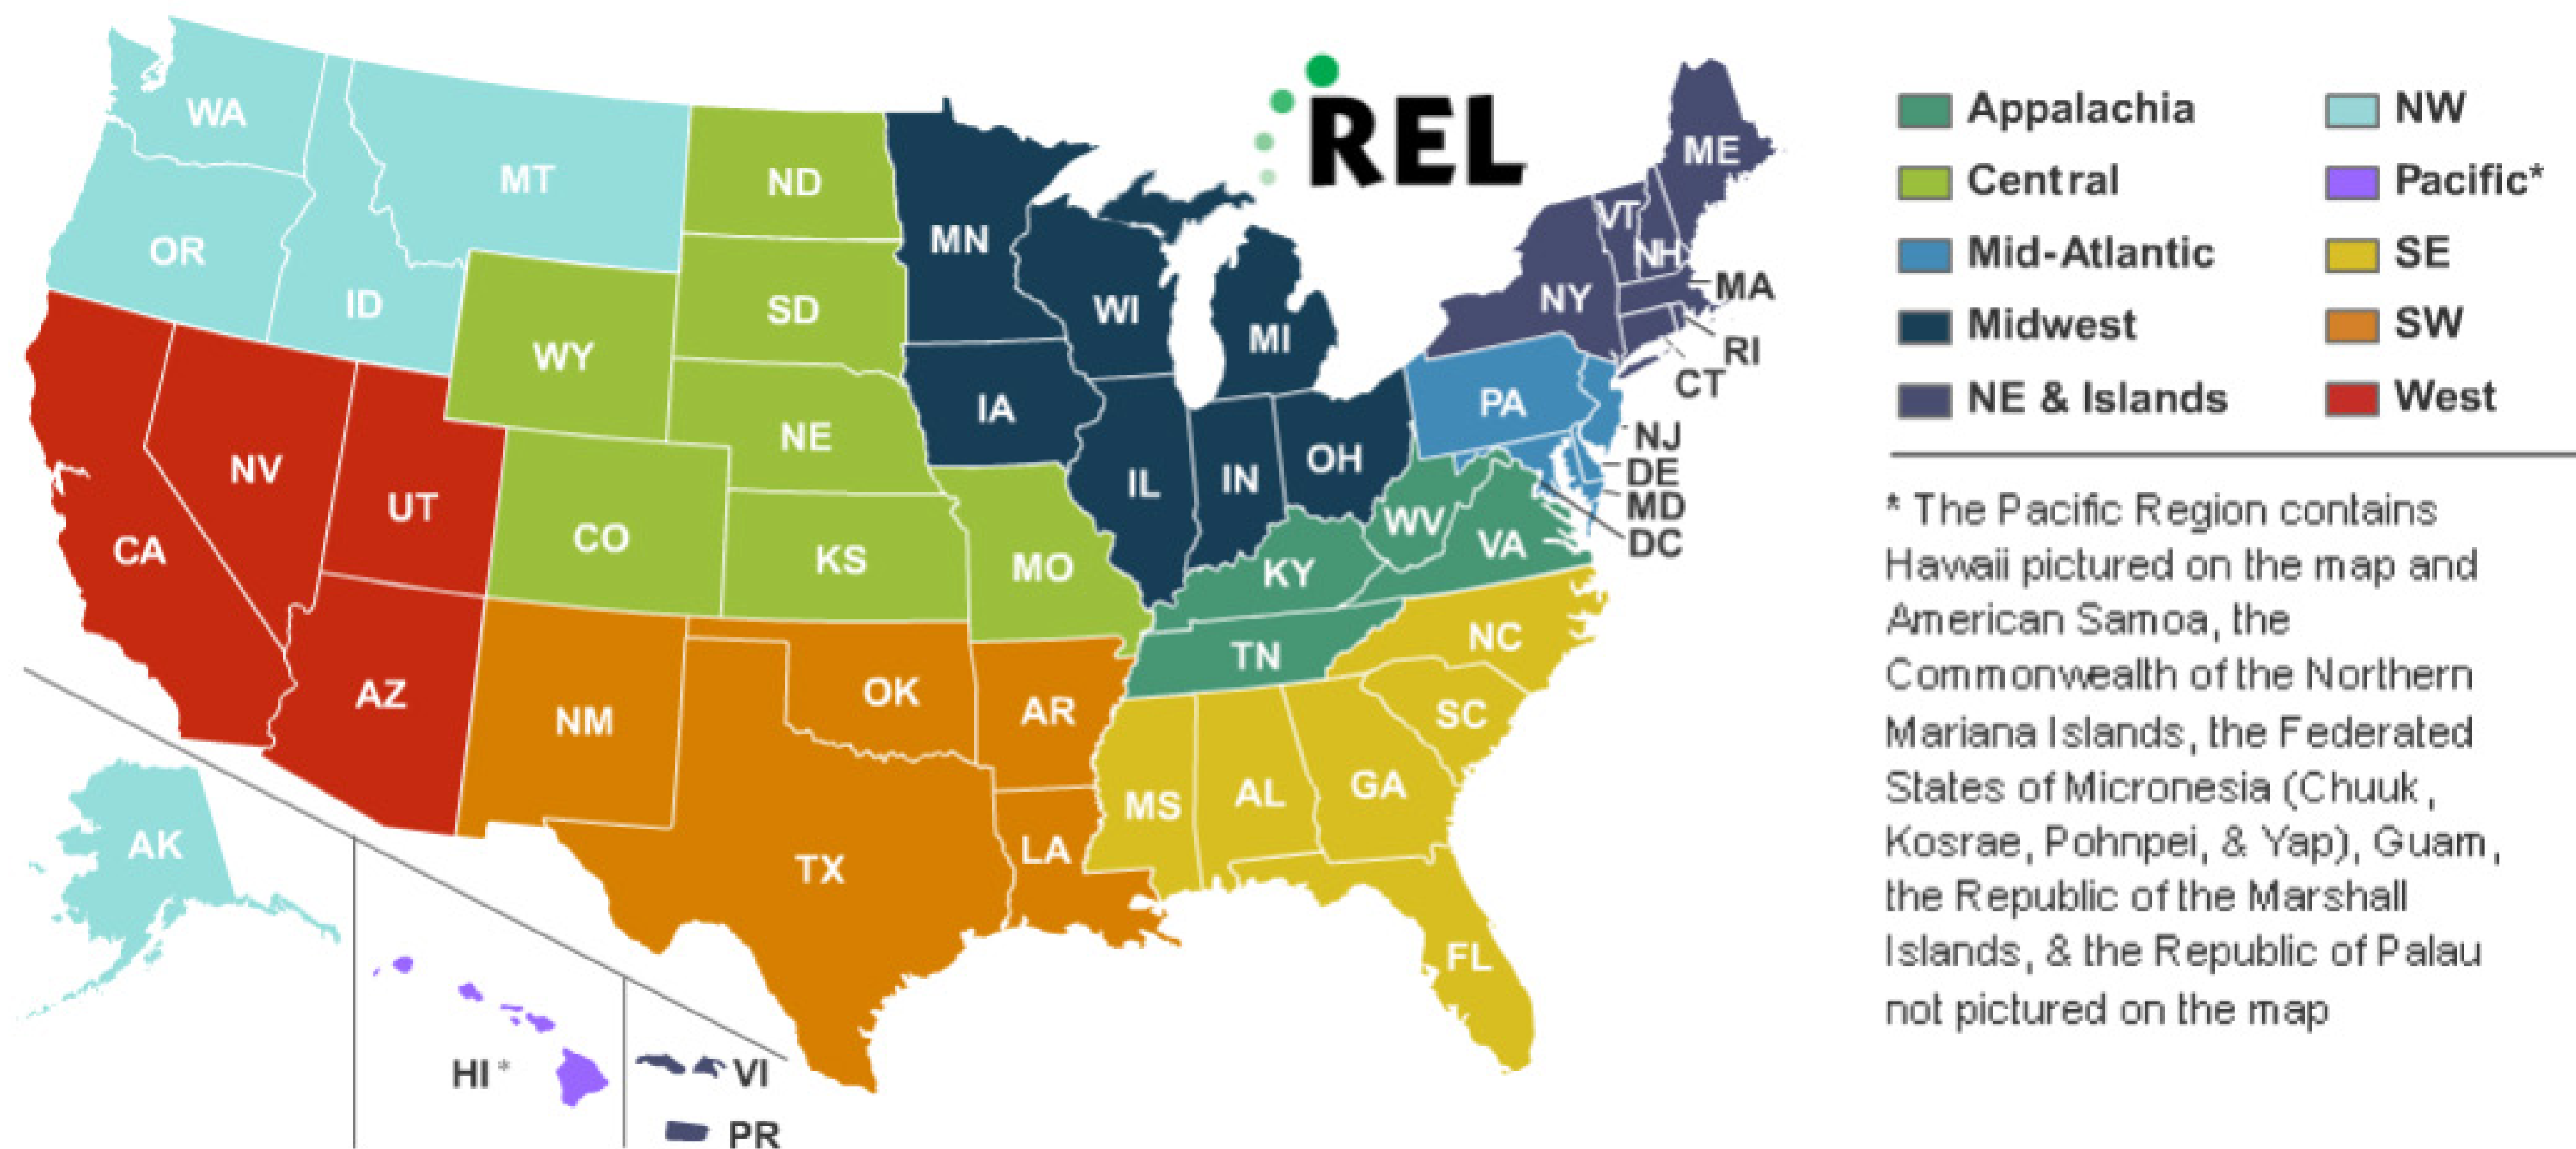 REL
WA
MT
ND
MN
ME
OR
ID
SD
WI
MI
VT
NH
NY
MA
RI
CT
WY
NE
IA
PA
NJ
DE
MD
DC
NV
UT
CO
KS
MO
IL
IN
OH
WV
VA
KY
CA
AZ
NM
OK
AR
TN
NC
SC
TX
LA
MS
AL
GA
FL
AK
HI*
VI
PR
Appalachia
Central
Mid-Atlantic
Midwest
NE & Islands
NW
Pacific*
SE
SW
West
* The Pacific Region contains
Hawaii pictured on the map and
American Samoa, the
Commonwealth of the Northern
Mariana Islands, the Federated
States of Micronesia (Chuuk,
Kosrae, Pohnpei, & Yap), Guam,
the Republic of the Marshall
Islands, & the Republic of Palau
not pictured on the map